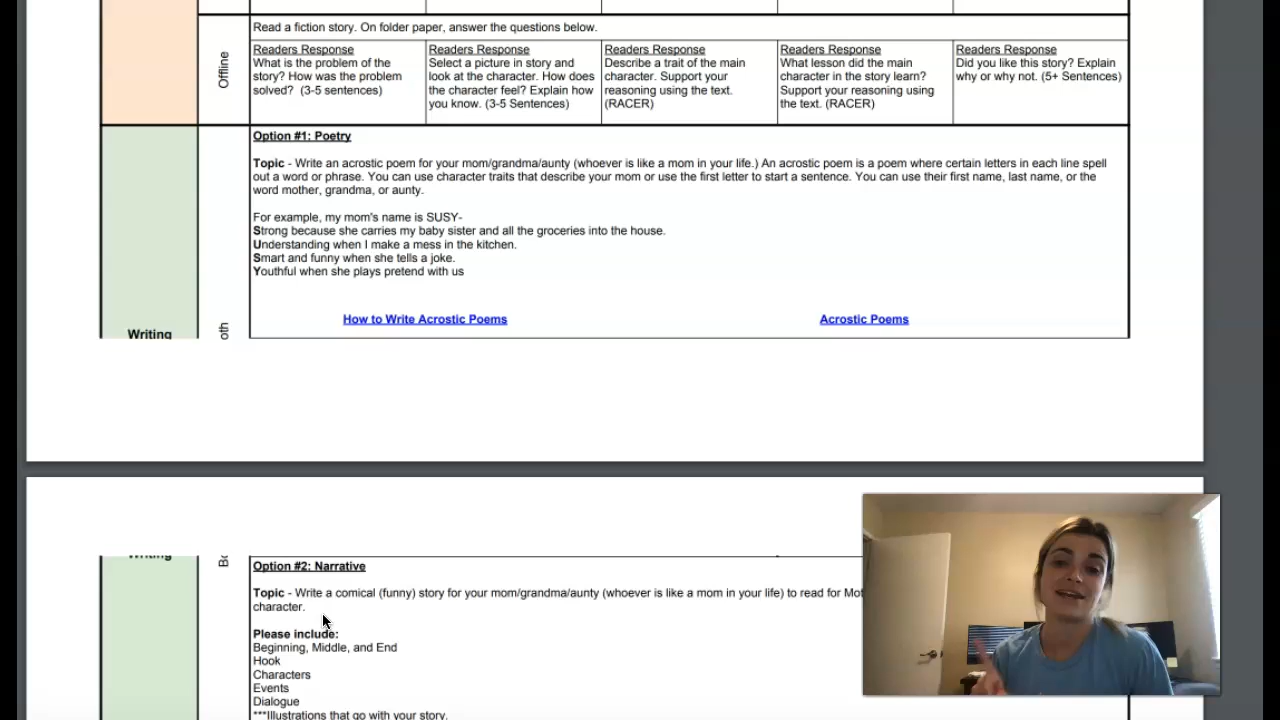 Read a fiction story. On folder paper, answer the questions below.
Offline
Readers Response
What is the problem of the
story? How was the problem
solved? (3-5 sentences)
Readers Response
Select a picture in story and
look at the character. How does
the character feel? Explain how
you know. (3-5 Sentences)
Readers Response
Describe a trait of the main
character. Support your
reasoning using the text.
(RACER)
Readers Response
What lesson did the main
character in the story learn?
Support your reasoning using
the text. (RACER)
Readers Response
Did you like this story? Explain
why or why not. (5+ Sentences)
Option #1: Poetry
Topic - Write an acrostic poem for your mom/grandma/aunty (whoever is like a mom in your life.) An acrostic poem is a poem where certain letters in each line spell
out a word or phrase. You can use character traits that describe your mom or use the first letter to start a sentence. You can use their first name, last name, or the
word mother, grandma, or aunty.
For example, my mom's name is SUSY-
Strong because she carries my baby sister and all the groceries into the house.
Understanding when I make a mess in the kitchen.
Smart and funny when she tells a joke.
Youthful when she plays pretend with us
How to Write Acrostic Poems
Acrostic Poems
Writing
oth
Writing
Bo
Option #2: Narrative
Topic - Write a comical (funny) story for your mom/grandma/aunty (whoever is like a mom in your life) to read for Mot
character.
Please include:
Beginning, Middle, and End
Hook
Characters
Events
Dialogue
***Illustrations that go with your story.